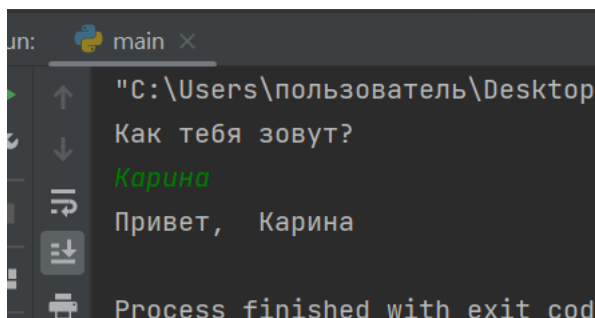 un: main ×
"C:\Users\пользователь\Desktop
Как тебя зовут?
Карина
Привет,  Карина
Process finished with exit cod